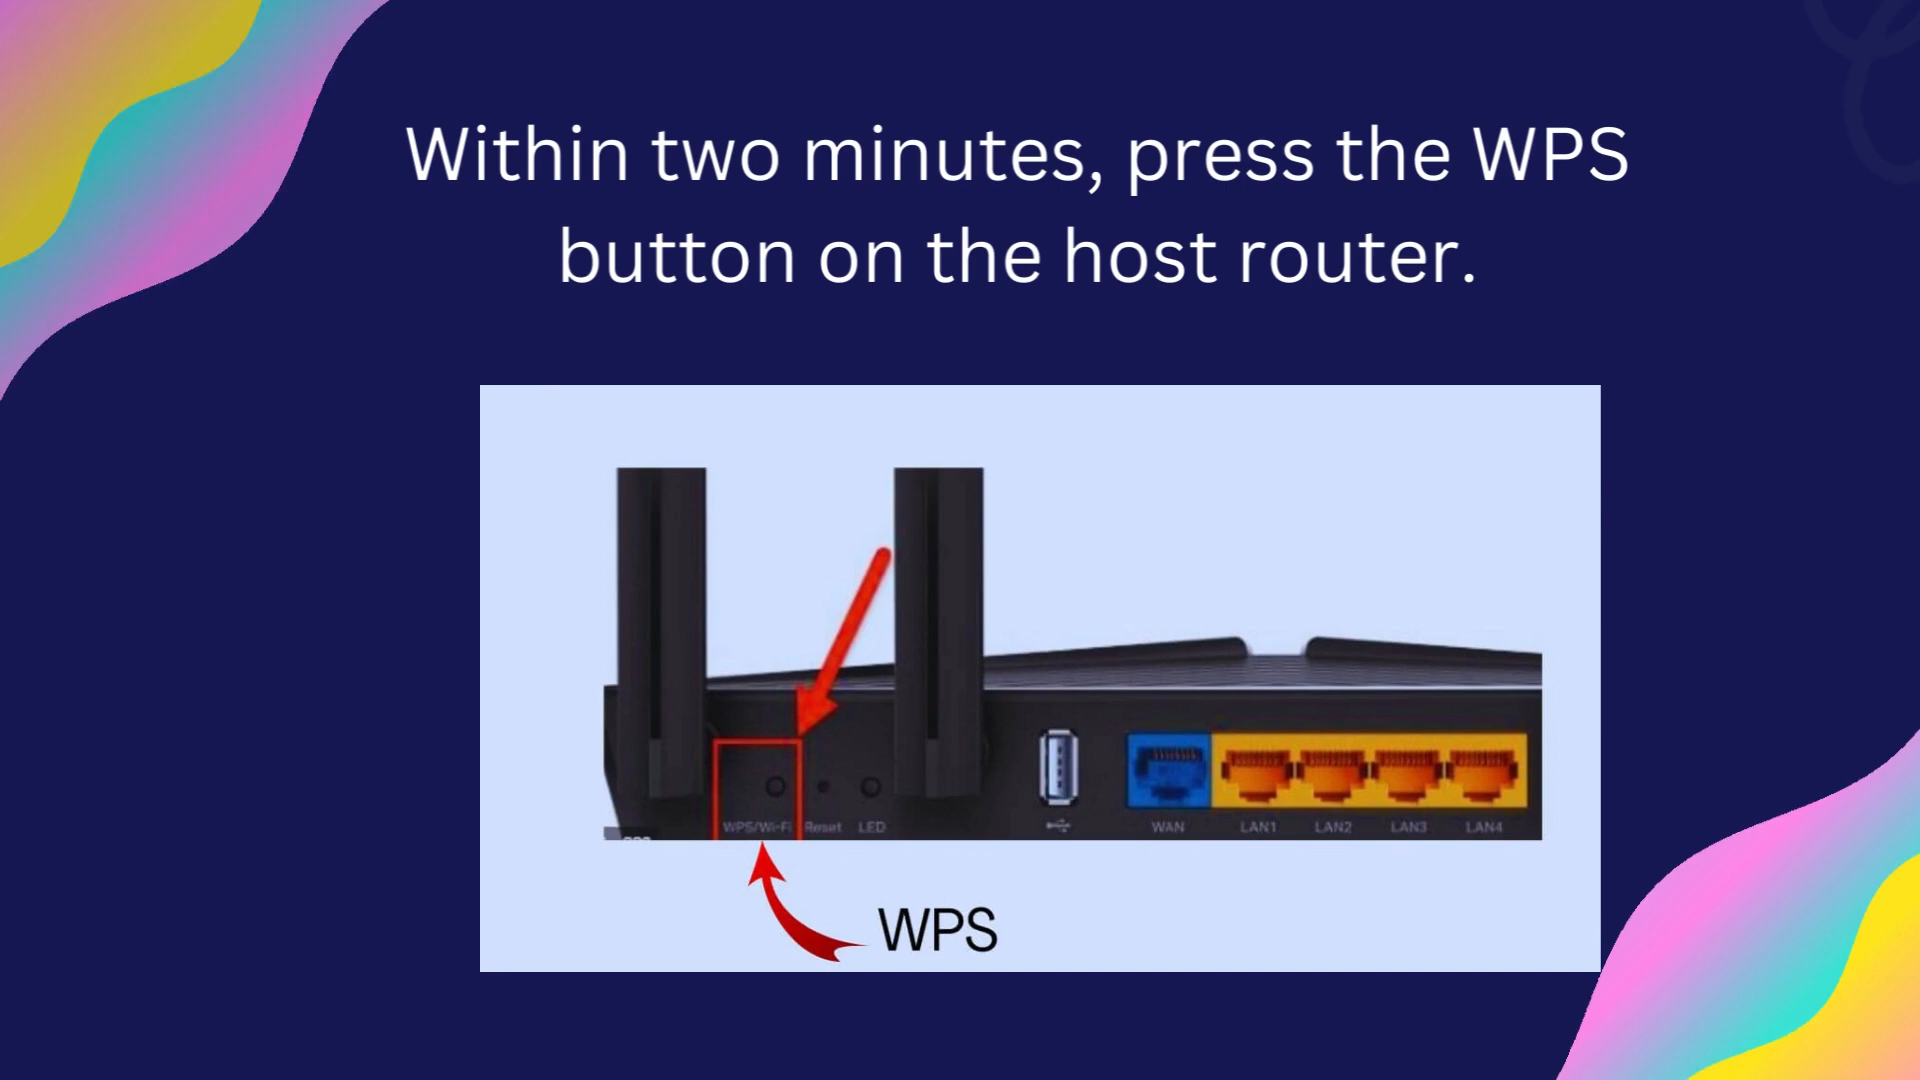 Within two minutes, press the WPS
button on the host router.
WPS/Wi-Fi Reset LED WAN LAN1 LAN2 LAN3 LAN4
WPS